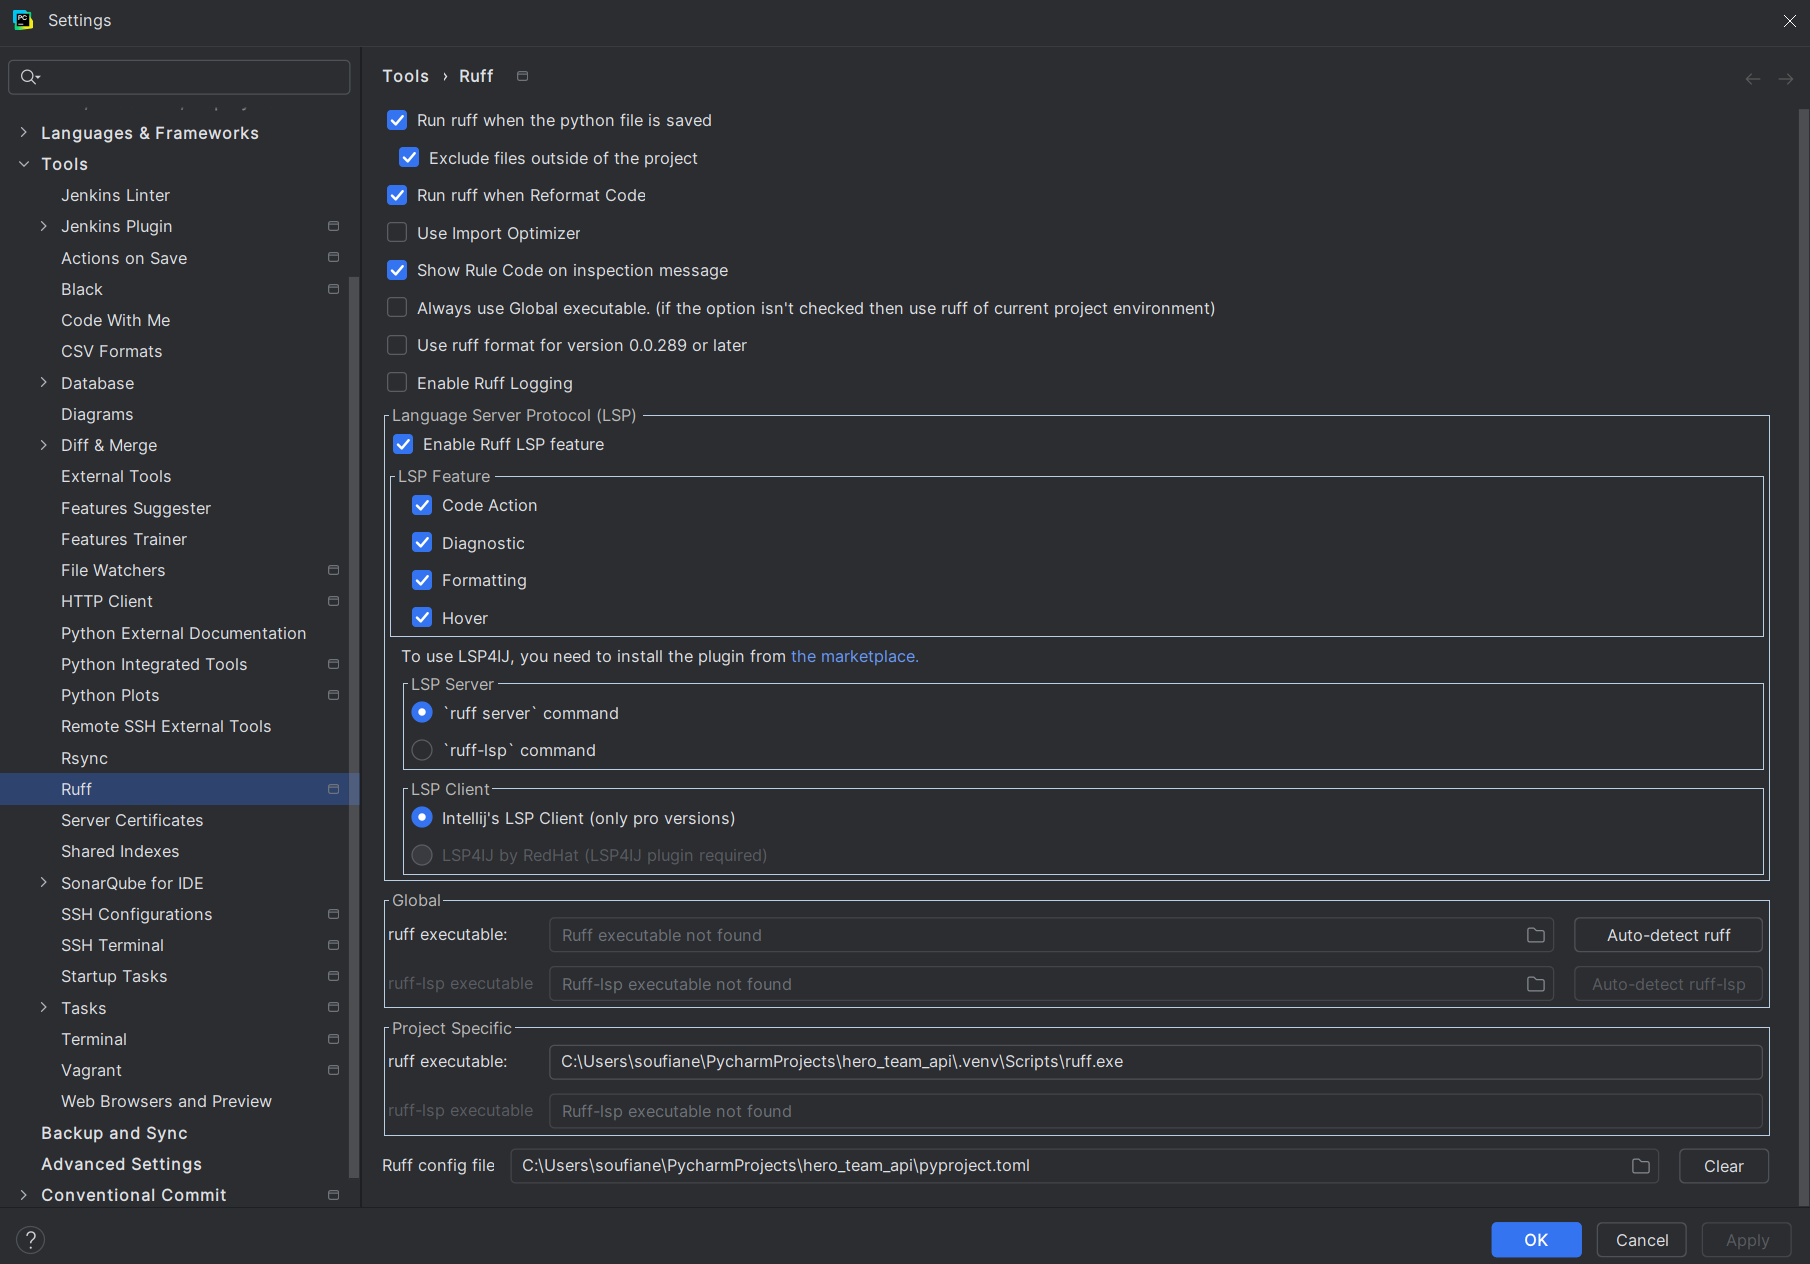 Settings
Languages & Frameworks
Tools
Jenkins Linter
Jenkins Plugin
Actions on Save
Black
Code With Me
CSV Formats
Database
Diagrams
Diff & Merge
External Tools
Features Suggester
Features Trainer
File Watchers
HTTP Client
Python External Documentation
Python Integrated Tools
Python Plots
Remote SSH External Tools
Rsync
Ruff
Server Certificates
Shared Indexes
SonarQube for IDE
SSH Configurations
SSH Terminal
Startup Tasks
Tasks
Terminal
Vagrant
Web Browsers and Preview
Backup and Sync
Advanced Settings
Conventional Commit
Tools › Ruff
Run ruff when the python file is saved
Exclude files outside of the project
Run ruff when Reformat Code
Use Import Optimizer
Show Rule Code on inspection message
Always use Global executable. (if the option isn't checked then use ruff of current project environment)
Use ruff format for version 0.0.289 or later
Enable Ruff Logging
Language Server Protocol (LSP)
Enable Ruff LSP feature
LSP Feature
Code Action
Diagnostic
Formatting
Hover
To use LSP4IJ, you need to install the plugin from the marketplace.
LSP Server
`ruff server` command
`ruff-lsp` command
LSP Client
Intellij's LSP Client (only pro versions)
LSP4IJ by RedHat (LSP4IJ plugin required)
Global
ruff executable: Ruff executable not found Auto-detect ruff
ruff-lsp executable Ruff-lsp executable not found Auto-detect ruff-lsp
Project Specific
ruff executable: C:\Users\soufiane\PycharmProjects\hero_team_api\.venv\Scripts\ruff.exe
ruff-lsp executable Ruff-lsp executable not found
Ruff config file C:\Users\soufiane\PycharmProjects\hero_team_api\pyproject.toml Clear
? OK Cancel Apply